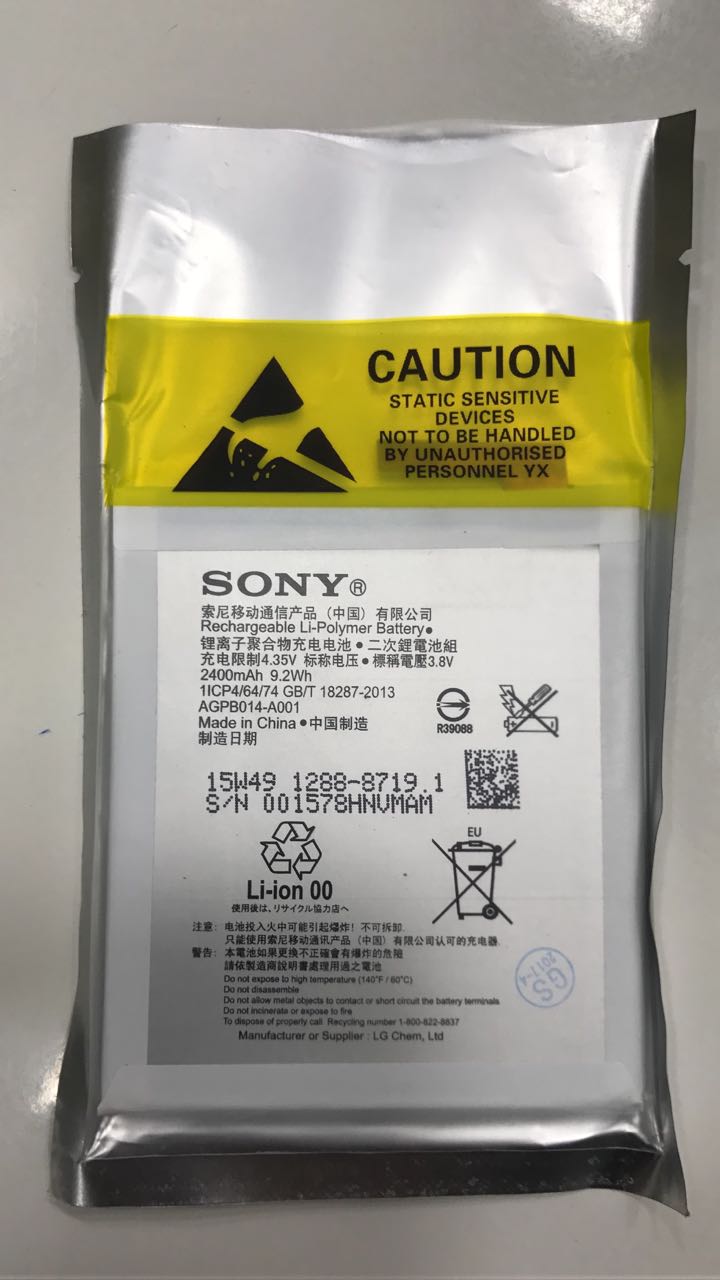 CAUTION
STATIC SENSITIVE
DEVICES
NOT TO BE HANDLED
BY UNAUTHORISED
PERSONNEL YX
SONY®
索尼移动通信产品（中国）有限公司
Rechargeable Li-Polymer Battery●
锂离子聚合物充电电池●二次鋰電池組
充电限制4.35V 标称电压●標稱電壓3.8V
2400mAh 9.2Wh
1ICP4/64/74 GB/T 18287-2013
AGPB014-A001
Made in China●中国制造
制造日期
R39088
15W49 1288-8719.1
S/N 001578HNVMAM
Li-ion 00
使用後は、リサイクル協力店へ
EU
注意: 电池投入火中可能引起爆炸! 不可拆卸.
只能使用索尼移动通讯产品（中国）有限公司认可的充电器.
警告: 本電池如果更換不正確會有爆炸的危險
請依製造商說明書處理用過之電池
Do not expose to high temperature (140°F / 60°C)
Do not disassemble
Do not allow metal objects to contact or short circuit the battery terminals
Do not incinerate or expose to fire
To dispose of properly call. Recycling number 1-800-822-8837
Manufacturer or Supplier : LG Chem, Ltd
GS
2017-4